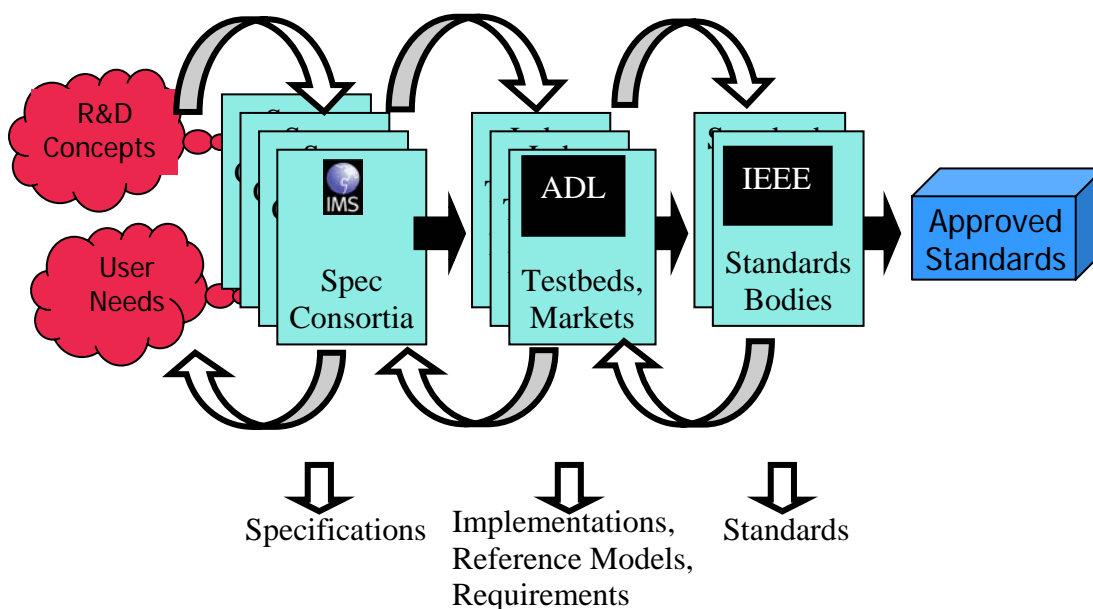 R&D
Concepts
User
Needs
IMS
Spec
Consortia
ADL
Testbeds,
Markets
IEEE
Standards
Bodies
Approved
Standards
Specifications
Implementations,
Reference Models,
Requirements
Standards